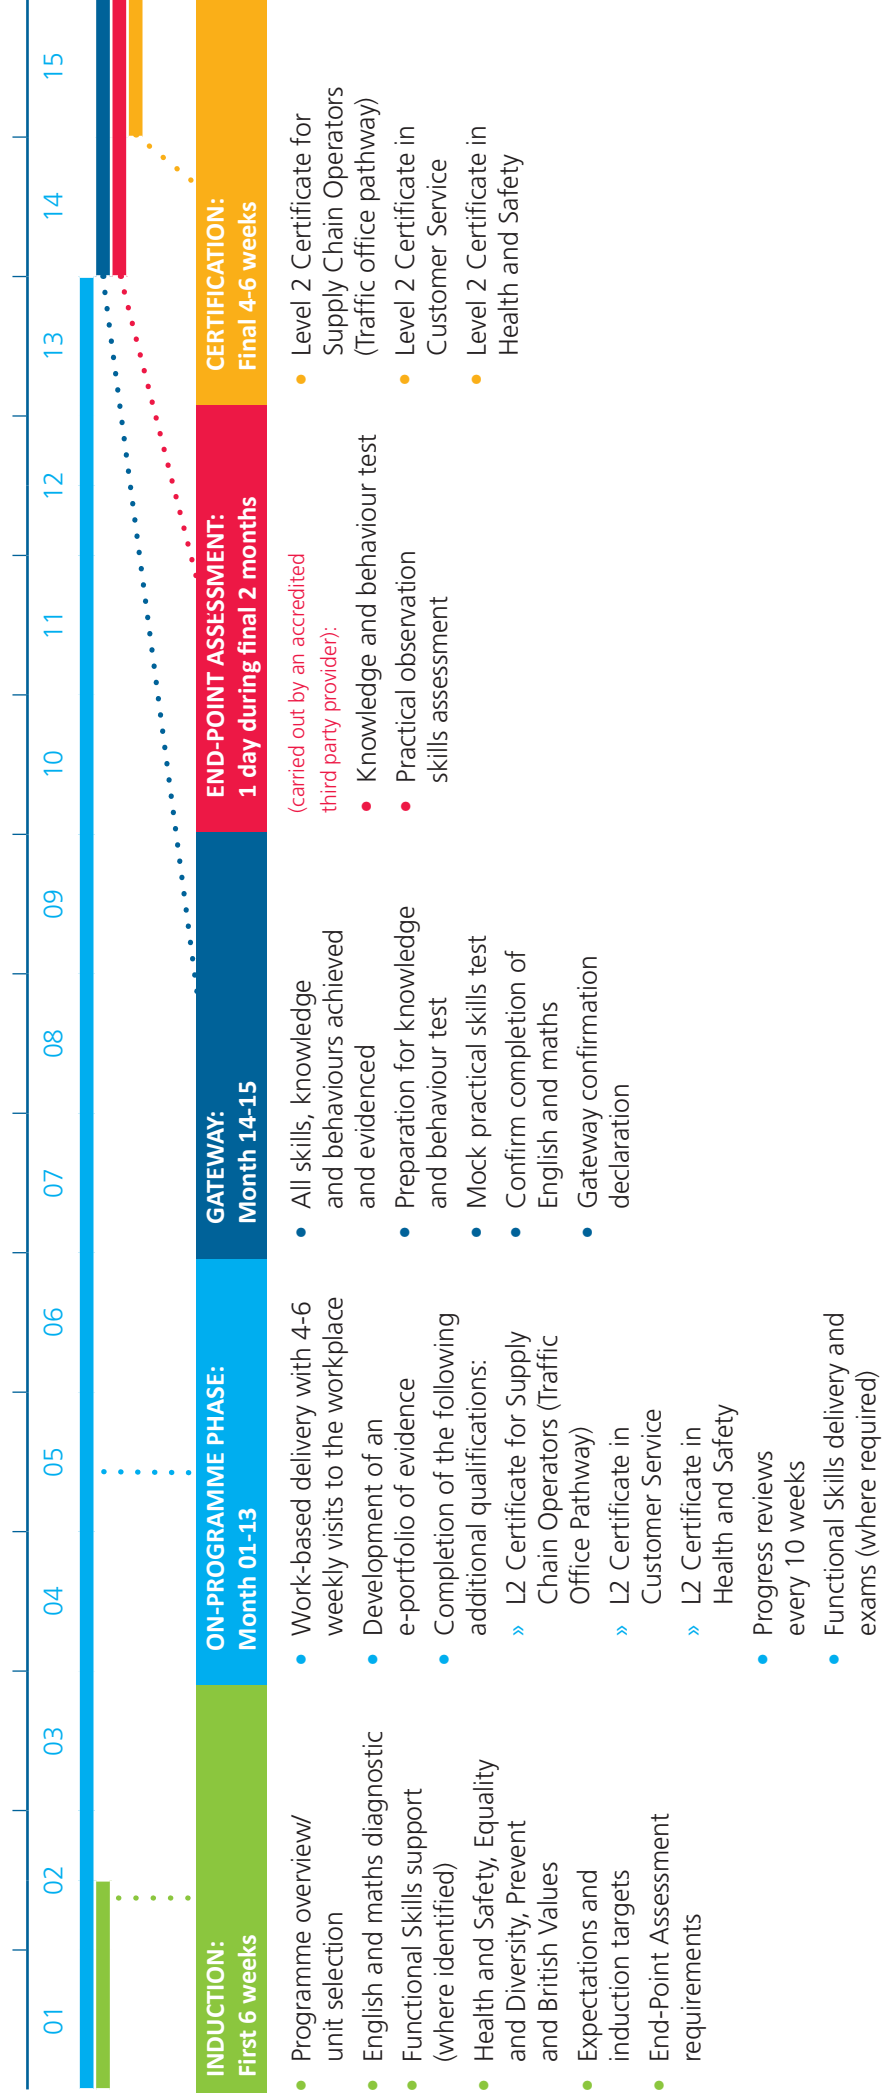 01
02
03
04
05
06
07
08
09
10
11
12
13
14
15
INDUCTION:
First 6 weeks
• Programme overview/
unit selection
• English and maths diagnostic
• Functional Skills support
(where identified)
• Health and Safety, Equality
and Diversity, Prevent
and British Values
• Expectations and
induction targets
• End-Point Assessment
requirements
ON-PROGRAMME PHASE:
Month 01-13
• Work-based delivery with 4-6
weekly visits to the workplace
• Development of an
e-portfolio of evidence
• Completion of the following
additional qualifications:
» L2 Certificate for Supply
Chain Operators (Traffic
Office Pathway)
» L2 Certificate in
Customer Service
» L2 Certificate in
Health and Safety
• Progress reviews
every 10 weeks
• Functional Skills delivery and
exams (where required)
GATEWAY:
Month 14-15
• All skills, knowledge
and behaviours achieved
and evidenced
• Preparation for knowledge
and behaviour test
• Mock practical skills test
• Confirm completion of
English and maths
• Gateway confirmation
declaration
END-POINT ASSESSMENT:
1 day during final 2 months
(carried out by an accredited
third party provider):
• Knowledge and behaviour test
• Practical observation
skills assessment
CERTIFICATION:
Final 4-6 weeks
• Level 2 Certificate for
Supply Chain Operators
(Traffic office pathway)
• Level 2 Certificate in
Customer Service
• Level 2 Certificate in
Health and Safety